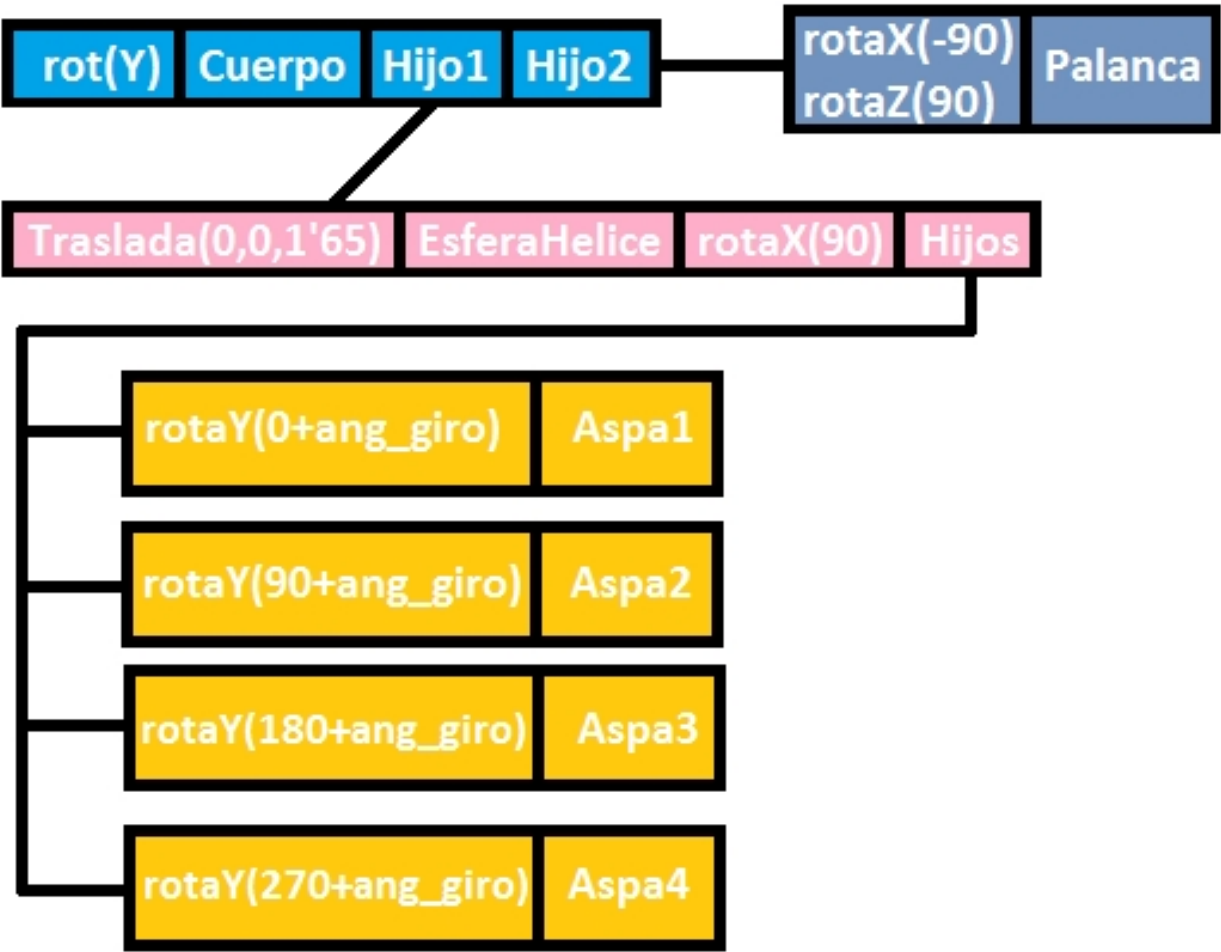 rot(Y) Cuerpo Hijo1 Hijo2
rotaX(-90)
rotaZ(90)
Palanca
Traslada(0,0,1'65) EsferaHelice rotaX(90) Hijos
rotaY(0+ang_giro) Aspa1
rotaY(90+ang_giro) Aspa2
rotaY(180+ang_giro) Aspa3
rotaY(270+ang_giro) Aspa4